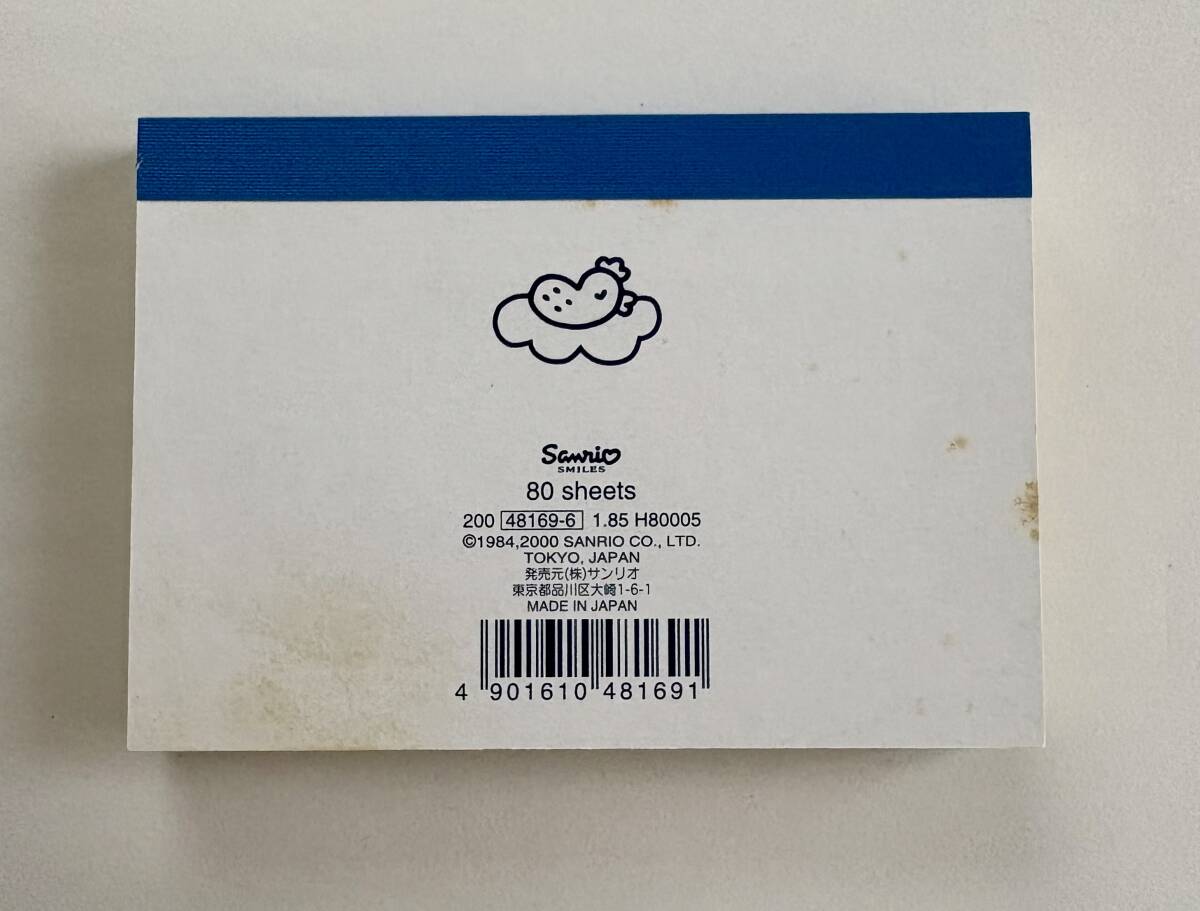 Sanrio
SMILES
80 sheets
200 48169-6 1.85 H80005
©1984,2000 SANRIO CO., LTD.
TOKYO, JAPAN
発売元(株)サンリオ
東京都品川区大崎1-6-1
MADE IN JAPAN
4 901610 481691